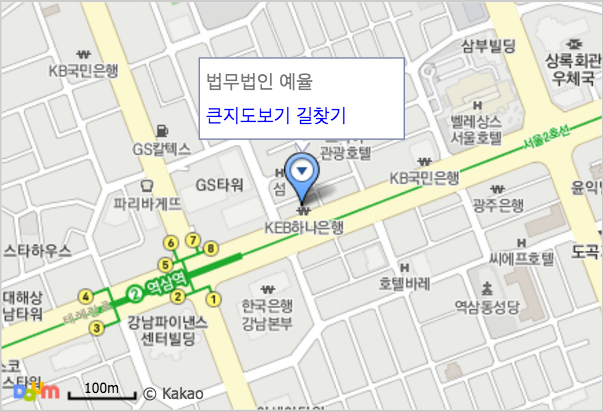 삼부빌딩
상록회관
우체국
KB국민은행
법무법인 예율
큰지도보기 길찾기
벨레상스
서울호텔
서울2호선
GS칼텍스
관광호텔
KB국민은행
GS타워
섬
파리바게뜨
광주은행
윤익
KEB하나은행
스타하우스
6
7
8
5
씨에프호텔
도곡
2 역삼역
호텔바레
4
2
1
대해상
남타워
테헤란로
3
한국은행
강남본부
역삼동성당
강남파이낸스
센터빌딩
스코
스타워
Daum
100m
© Kakao